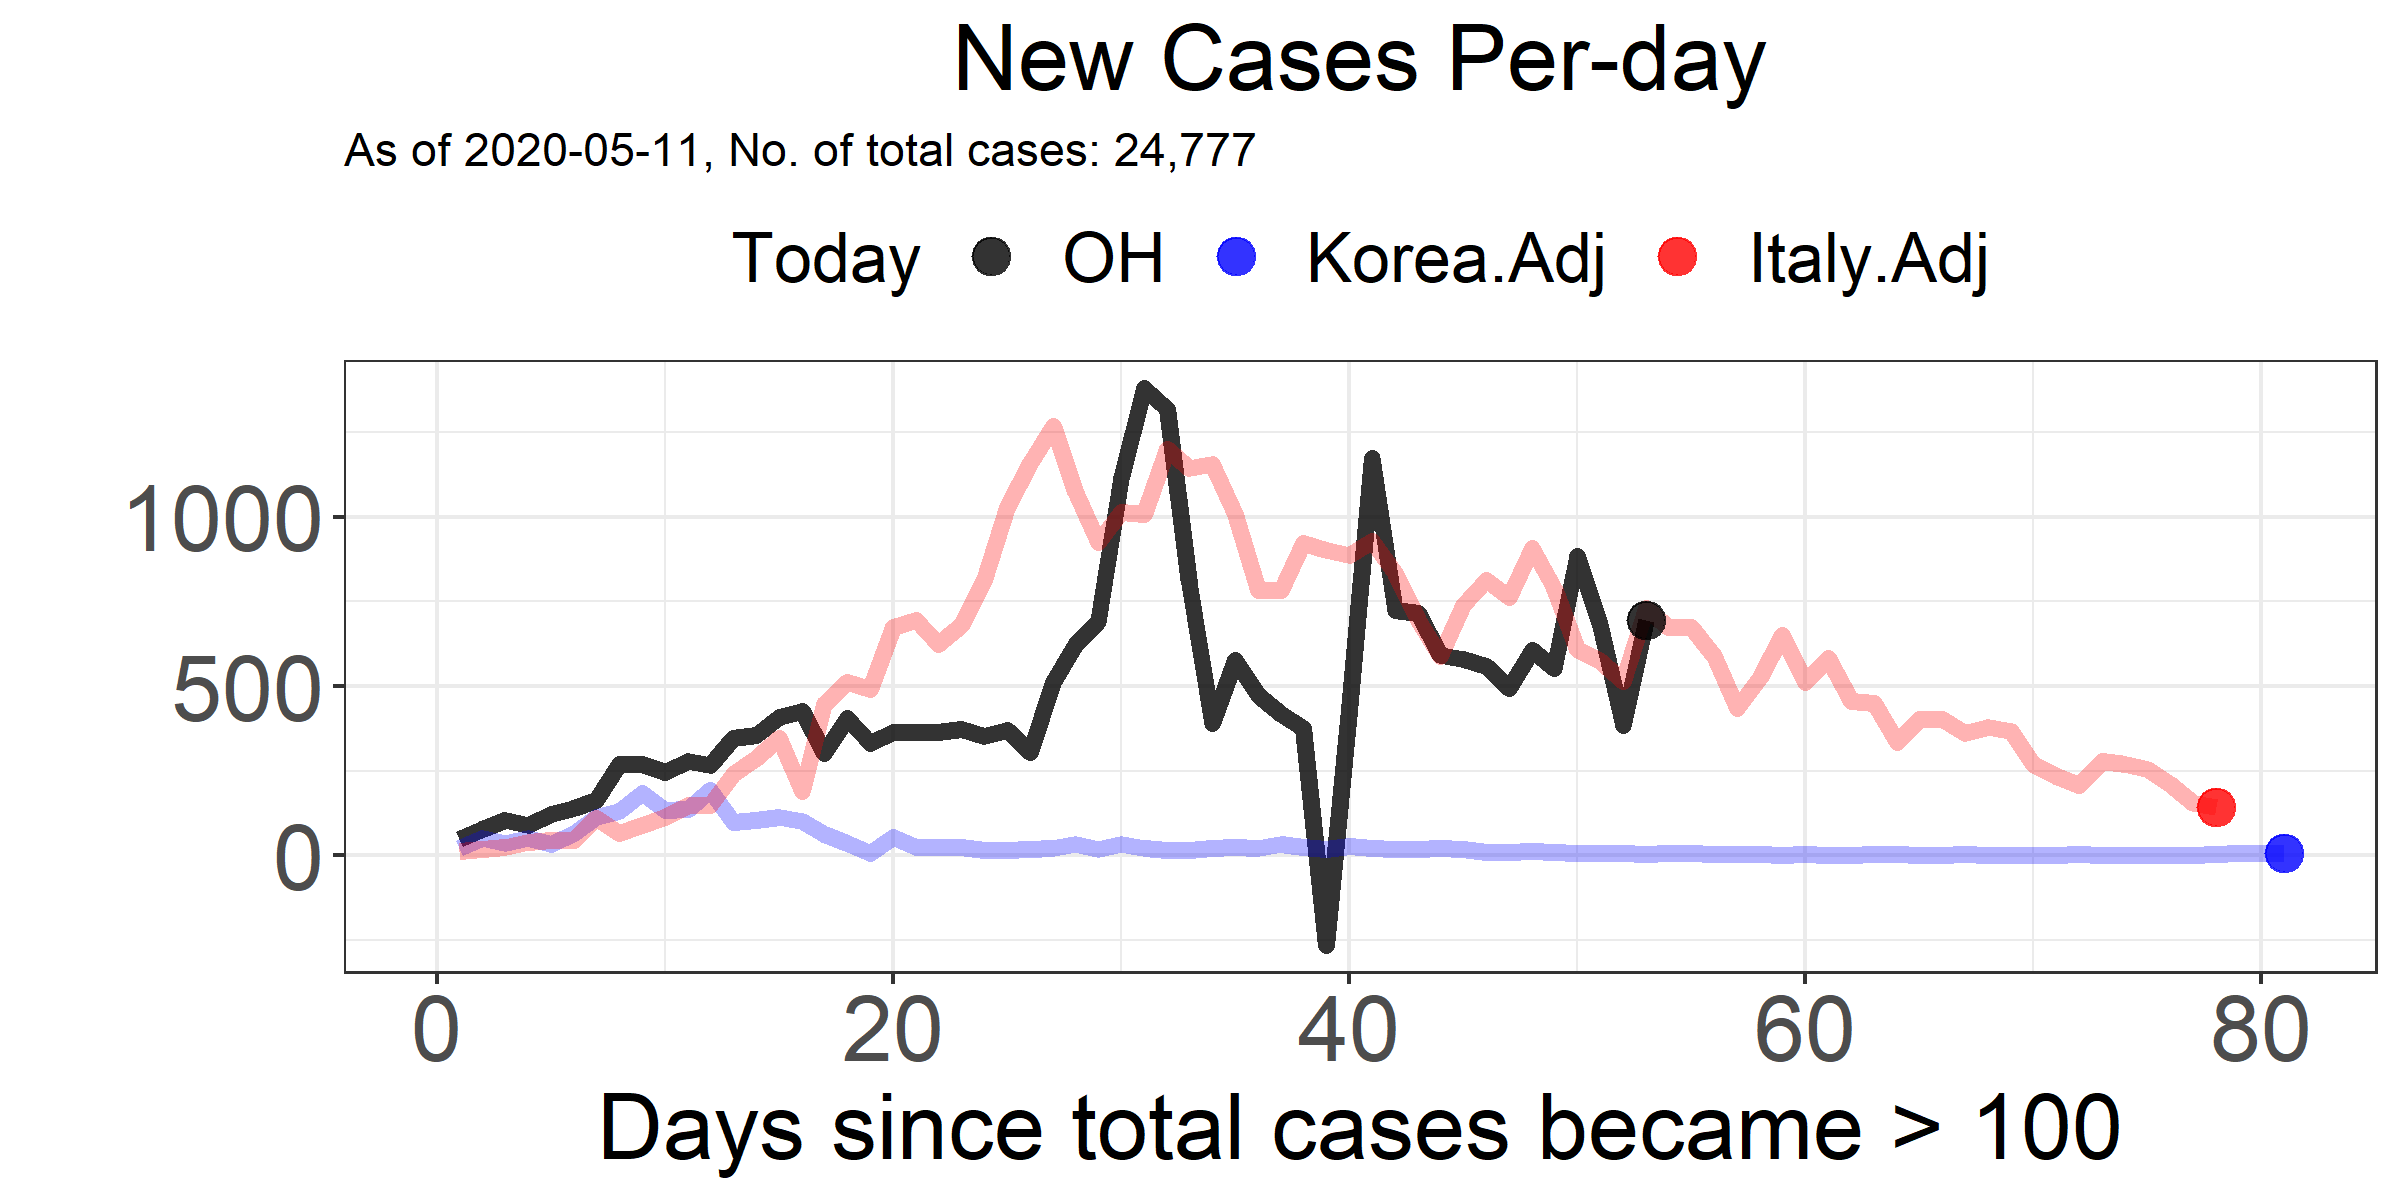 New Cases Per-day
As of 2020-05-11, No. of total cases: 24,777
Today OH Korea.Adj Italy.Adj
1000
500
0
0 20 40 60 80
Days since total cases became > 100